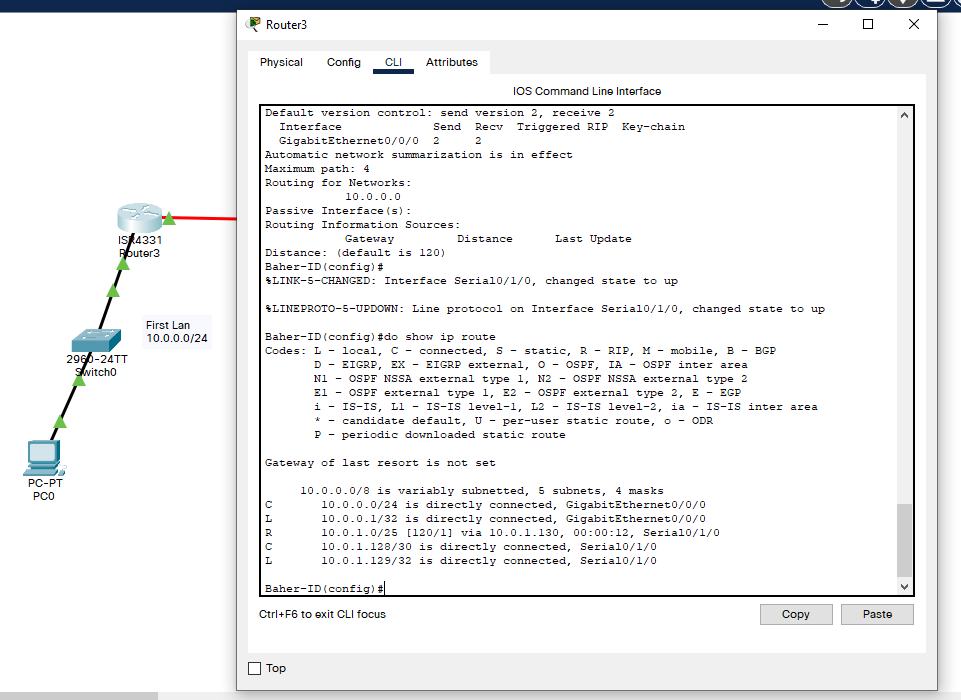 Router3
Physical Config CLI Attributes
IOS Command Line Interface
Default version control: send version 2, receive 2
Interface Send Recv Triggered RIP Key-chain
GigabitEthernet0/0/0 2 2
Automatic network summarization is in effect
Maximum path: 4
Routing for Networks:
10.0.0.0
Passive Interface(s):
Routing Information Sources:
Gateway Distance Last Update
Distance: (default is 120)
Baher-ID(config)#
%LINK-5-CHANGED: Interface Serial0/1/0, changed state to up
%LINEPROTO-5-UPDOWN: Line protocol on Interface Serial0/1/0, changed state to up
Baher-ID(config)#do show ip route
Codes: L - local, C - connected, S - static, R - RIP, M - mobile, B - BGP
D - EIGRP, EX - EIGRP external, O - OSPF, IA - OSPF inter area
N1 - OSPF NSSA external type 1, N2 - OSPF NSSA external type 2
E1 - OSPF external type 1, E2 - OSPF external type 2, E - EGP
i - IS-IS, L1 - IS-IS level-1, L2 - IS-IS level-2, ia - IS-IS inter area
* - candidate default, U - per-user static route, o - ODR
P - periodic downloaded static route
Gateway of last resort is not set
10.0.0.0/8 is variably subnetted, 5 subnets, 4 masks
C 10.0.0.0/24 is directly connected, GigabitEthernet0/0/0
L 10.0.0.1/32 is directly connected, GigabitEthernet0/0/0
R 10.0.1.0/25 [120/1] via 10.0.1.130, 00:00:12, Serial0/1/0
C 10.0.1.128/30 is directly connected, Serial0/1/0
L 10.0.1.129/32 is directly connected, Serial0/1/0
Baher-ID(config)#
Ctrl+F6 to exit CLI focus
Copy Paste
Top
ISR4331
Router3
First Lan
10.0.0.0/24
2960-24TT
Switch0
PC-PT
PC0